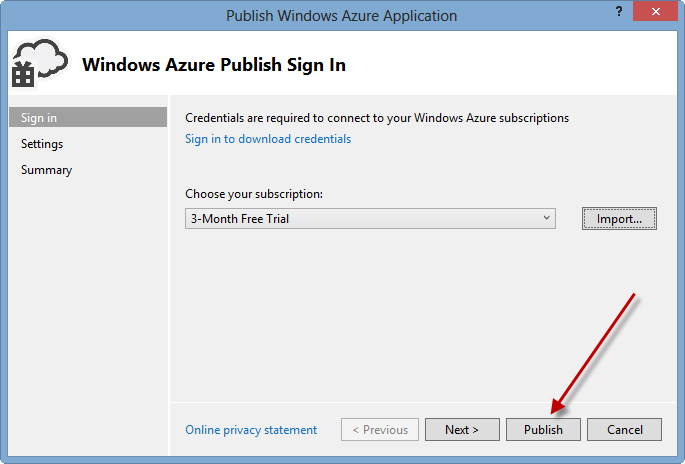 Publish Windows Azure Application
?
Windows Azure Publish Sign In
Sign in
Settings
Summary
Credentials are required to connect to your Windows Azure subscriptions
Sign in to download credentials
Choose your subscription:
3-Month Free Trial
Import...
Online privacy statement
< Previous
Next >
Publish
Cancel